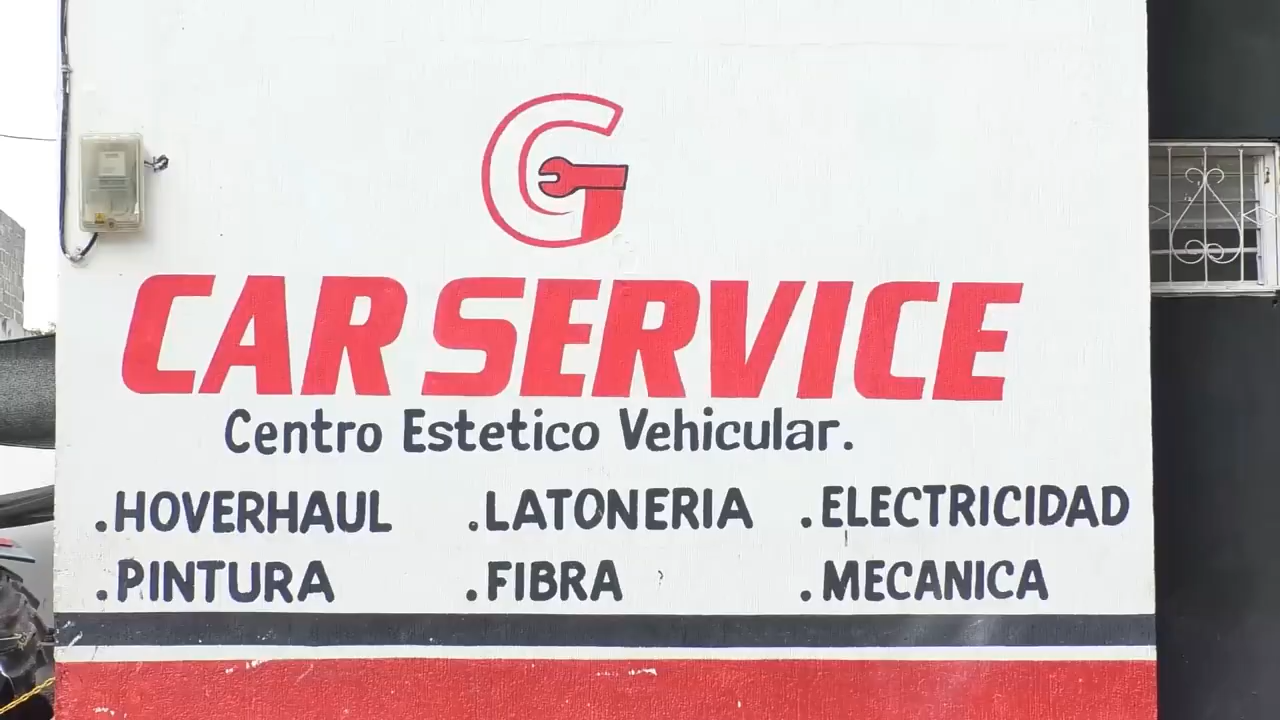 G
CAR SERVICE
Centro Estetico Vehicular.
.HOVERHAUL .LATONERIA .ELECTRICIDAD
.PINTURA .FIBRA .MECANICA